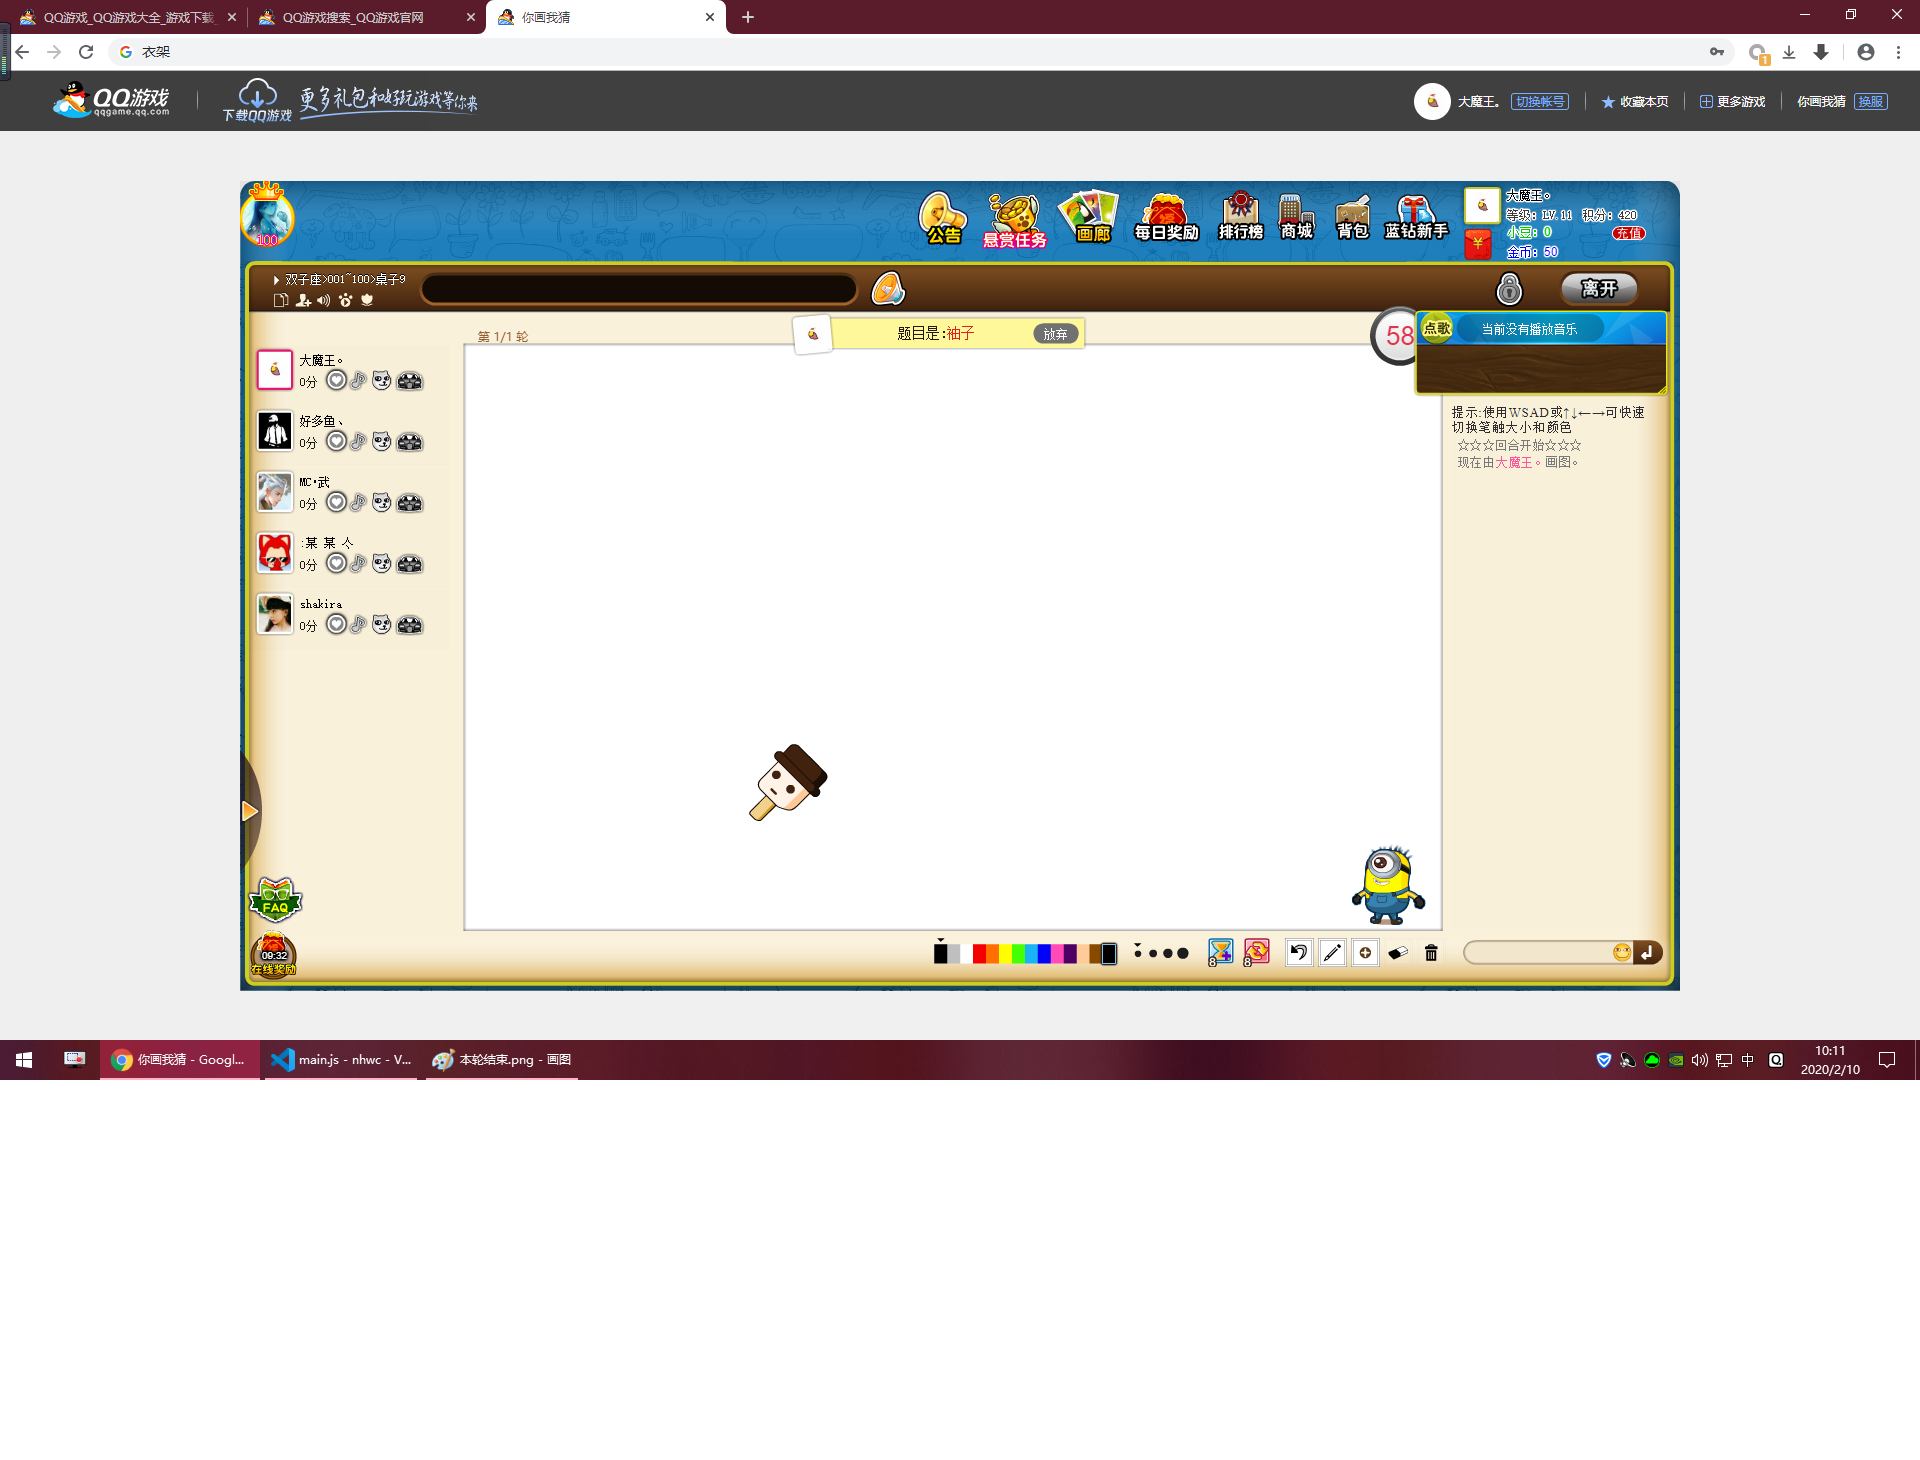 QQ游戏_QQ游戏大全_游戏下载_
QQ游戏搜索_QQ游戏官网
你画我猜
衣架
1
QQ游戏
qqgame.qq.com
下载QQ游戏
更多礼包和好玩游戏等你来
大魔王。
切换帐号
收藏本页
更多游戏
你画我猜
换服
100
公告
悬赏任务
画廊
每日奖励
排行榜
商城
背包
蓝钻新手
大魔王。
等级: LV.11 积分: 420
小豆: 0
充值
金币: 50
双子座>001~100>桌子9
离开
第 1/1 轮
题目是:袖子
放弃
58
点歌
当前没有播放音乐
大魔王。
0分
好多鱼、
0分
MC·武
0分
:某 某 亽
0分
shakira
0分
提示:使用WSAD或↑↓←→可快速
切换笔触大小和颜色
☆☆☆回合开始☆☆☆
现在由大魔王。画图。
FAQ
09:32
在线奖励
8
8
你画我猜 - Googl...
main.js - nhwc - V...
本轮结束.png - 画图
中
10:11
2020/2/10